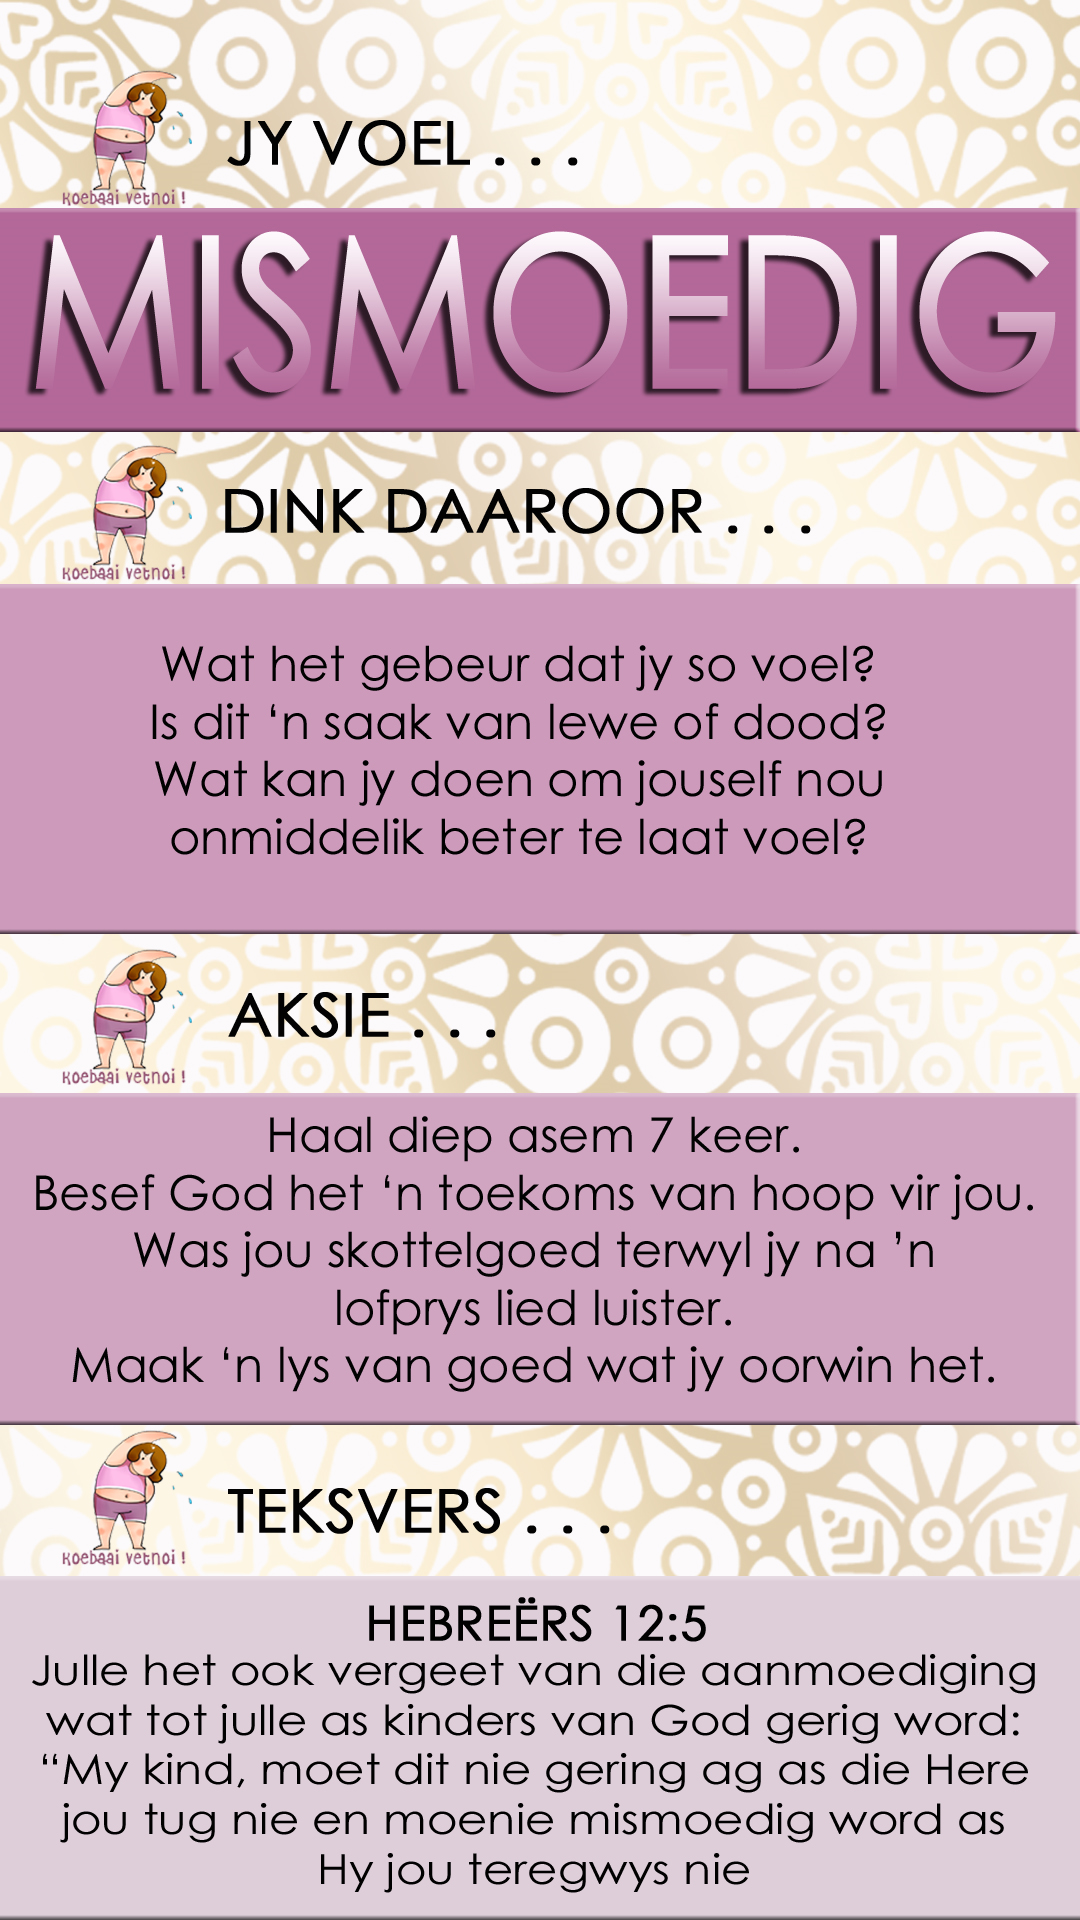 JY VOEL . . .
Koebaai Vetnoi !
MISMOEDIG
DINK DAAROOR . . .
Koebaai Vetnoi !
Wat het gebeur dat jy so voel?
Is dit ‘n saak van lewe of dood?
Wat kan jy doen om jouself nou
onmiddelik beter te laat voel?
AKSIE . . .
Koebaai Vetnoi !
Haal diep asem 7 keer.
Besef God het ‘n toekoms van hoop vir jou.
Was jou skottelgoed terwyl jy na ’n
lofprys lied luister.
Maak ‘n lys van goed wat jy oorwin het.
TEKSVERS . . .
Koebaai Vetnoi !
HEBREËRS 12:5
Julle het ook vergeet van die aanmoediging
wat tot julle as kinders van God gerig word:
“My kind, moet dit nie gering ag as die Here
jou tug nie en moenie mismoedig word as
Hy jou teregwys nie